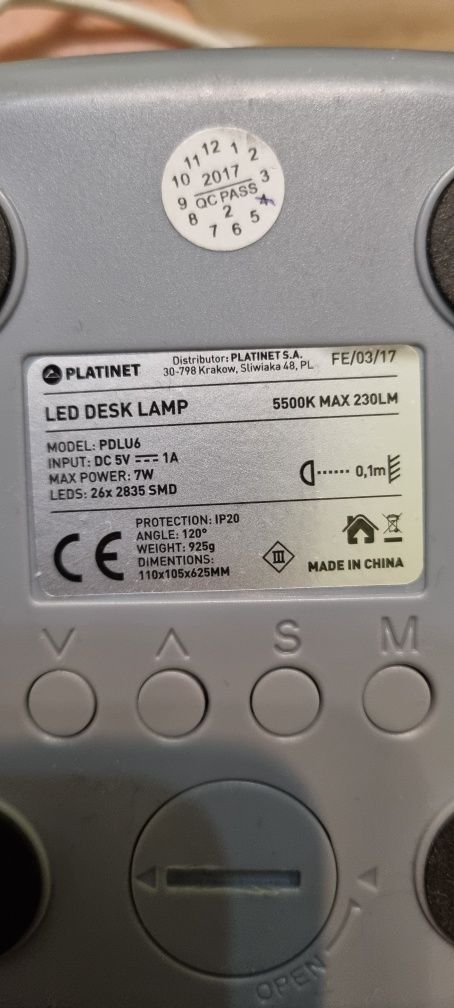 11 12 1 2
10 2017 3
9 QC PASS 4
8 2 5
7 6
PLATINET
Distributor: PLATINET S.A.
30-798 Krakow, Sliwiaka 48, PL
FE/03/17
LED DESK LAMP
5500K MAX 230LM
MODEL: PDLU6
INPUT: DC 5V ⎓ 1A
MAX POWER: 7W
LEDS: 26x 2835 SMD
0,1m
CE
PROTECTION: IP20
ANGLE: 120°
WEIGHT: 925g
DIMENTIONS:
110x105x625MM
III
MADE IN CHINA
S M
OPEN